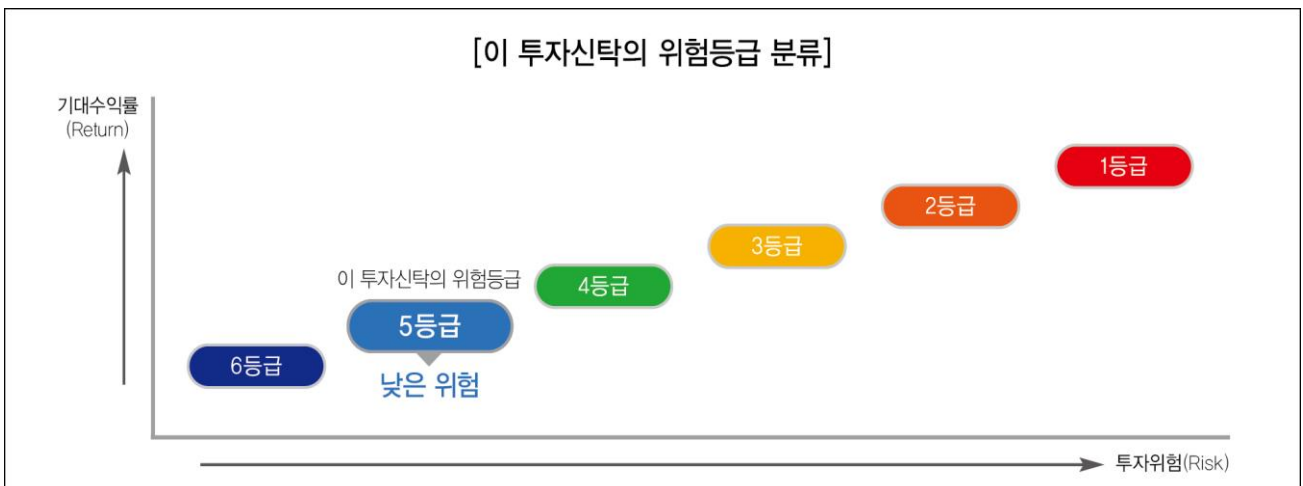 [이 투자신탁의 위험등급 분류]
기대수익률
(Return)
1등급
2등급
3등급
이 투자신탁의 위험등급
4등급
5등급
6등급
낮은 위험
투자위험(Risk)